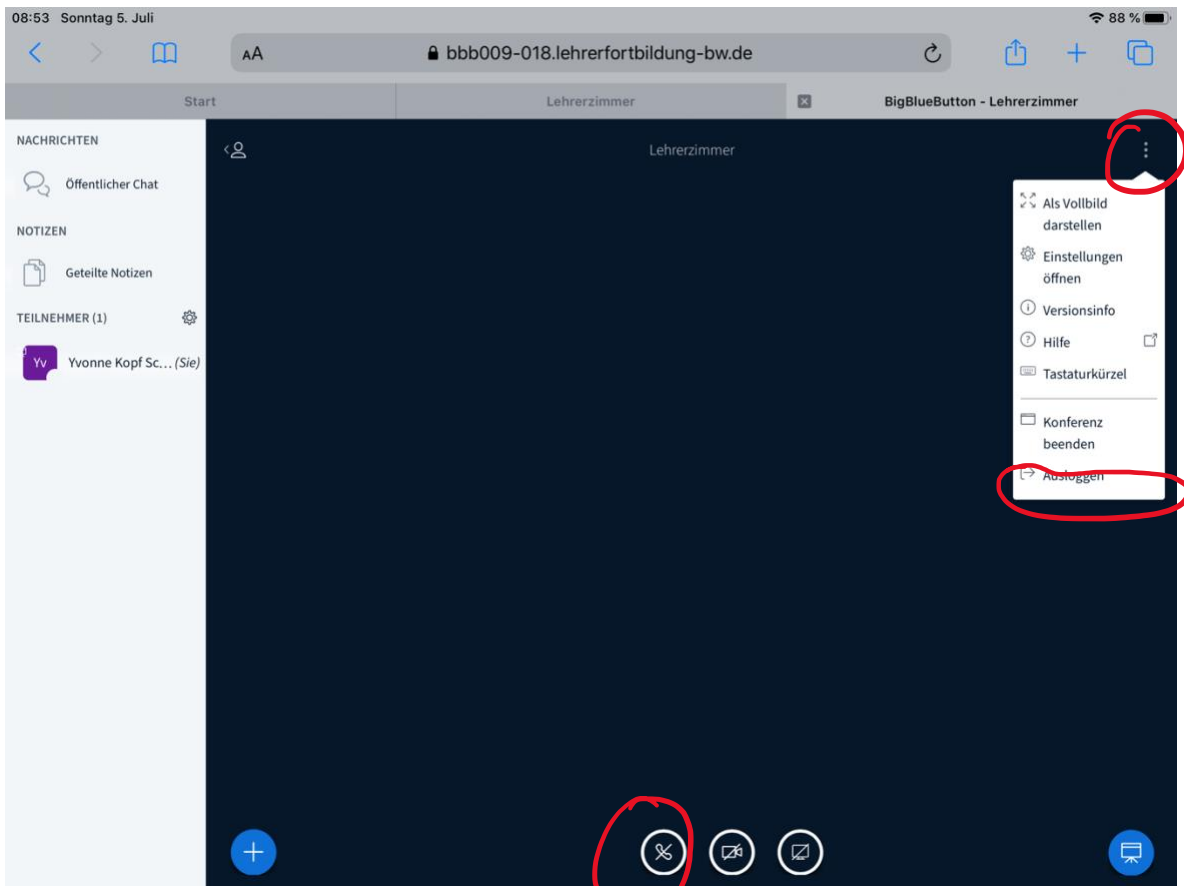 08:53 Sonntag 5. Juli
88 %
AA
bbb009-018.lehrerfortbildung-bw.de
Start
Lehrerzimmer
BigBlueButton - Lehrerzimmer
NACHRICHTEN
Öffentlicher Chat
NOTIZEN
Geteilte Notizen
TEILNEHMER (1)
Yv
Yvonne Kopf Sc... (Sie)
Lehrerzimmer
Als Vollbild
darstellen
Einstellungen
öffnen
Versionsinfo
Hilfe
Tastaturkürzel
Konferenz
beenden
Ausloggen